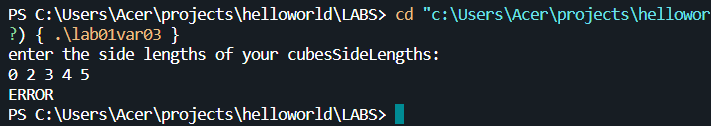 PS C:\Users\Acer\projects\helloworld\LABS> cd "c:\Users\Acer\projects\hellowor
?) { .\lab01var03 }
enter the side lengths of your cubesSideLengths:
0 2 3 4 5
ERROR
PS C:\Users\Acer\projects\helloworld\LABS>